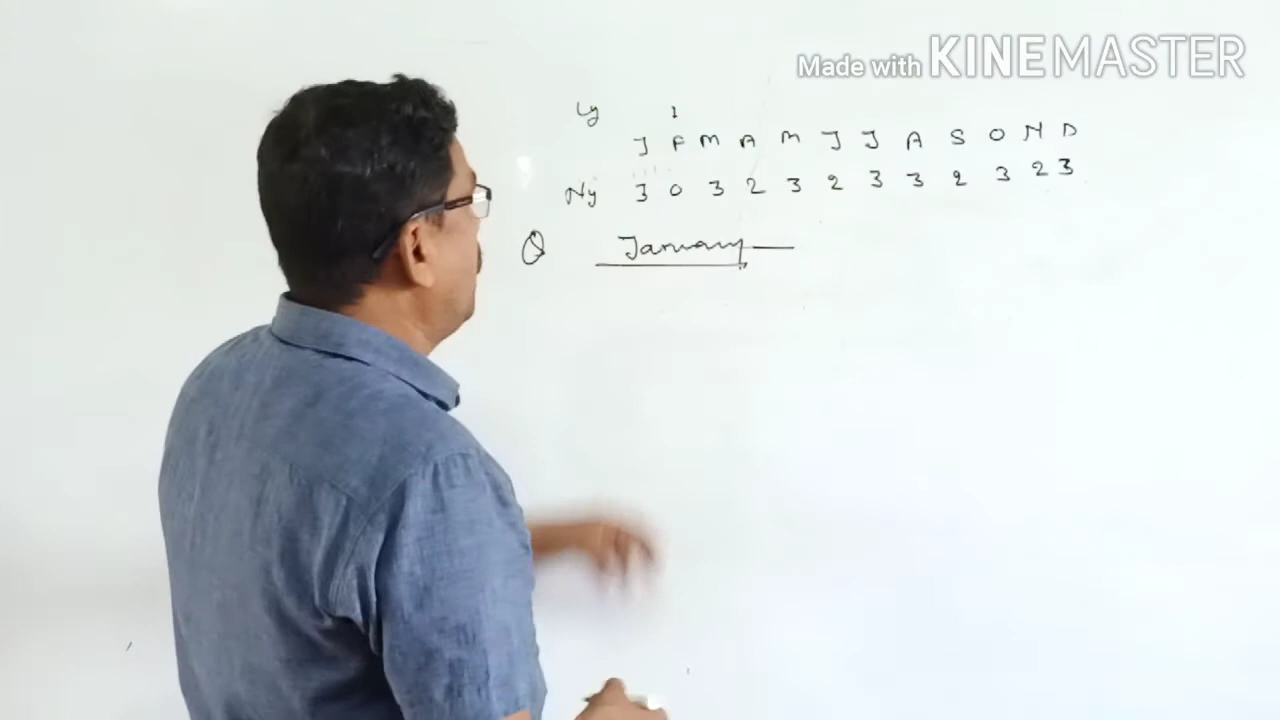 Made with KINEMASTER
Ly 1
J F M A M J J A S O N D
Ny 3 0 3 2 3 2 3 3 2 3 2 3
Q January